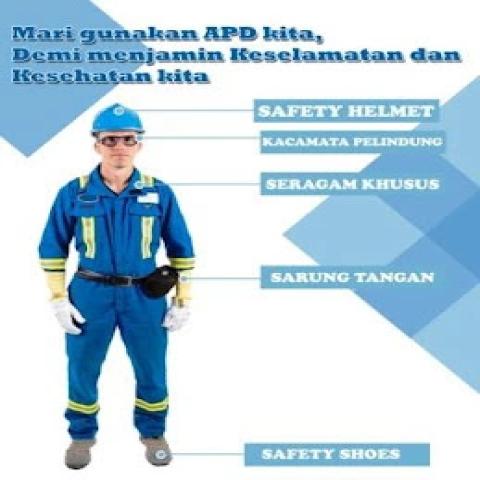 Mari gunakan APD kita,
Demi menjamin Keselamatan dan
Kesehatan kita
SAFETY HELMET
KACAMATA PELINDUNG
SERAGAM KHUSUS
SARUNG TANGAN
SAFETY SHOES